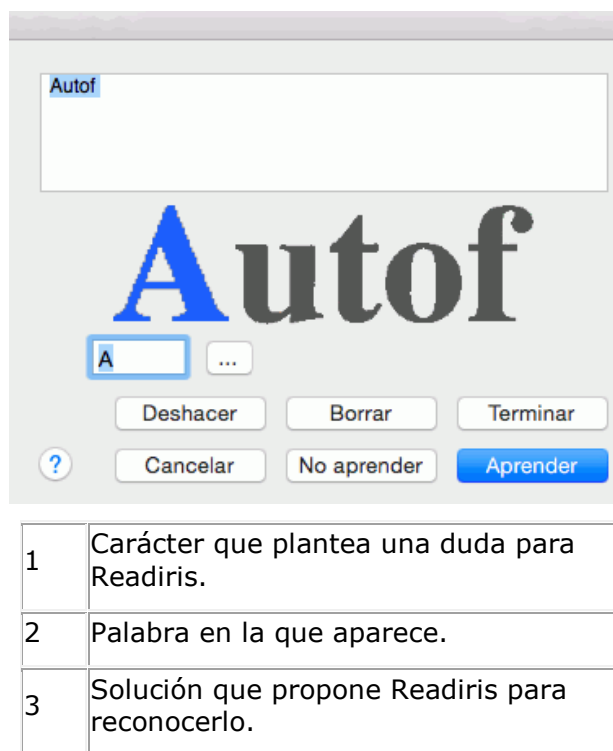 Autof
Autof
A ...
Deshacer Borrar Terminar
? Cancelar No aprender Aprender
1 Carácter que plantea una duda para
Readiris.
2 Palabra en la que aparece.
3 Solución que propone Readiris para
reconocerlo.